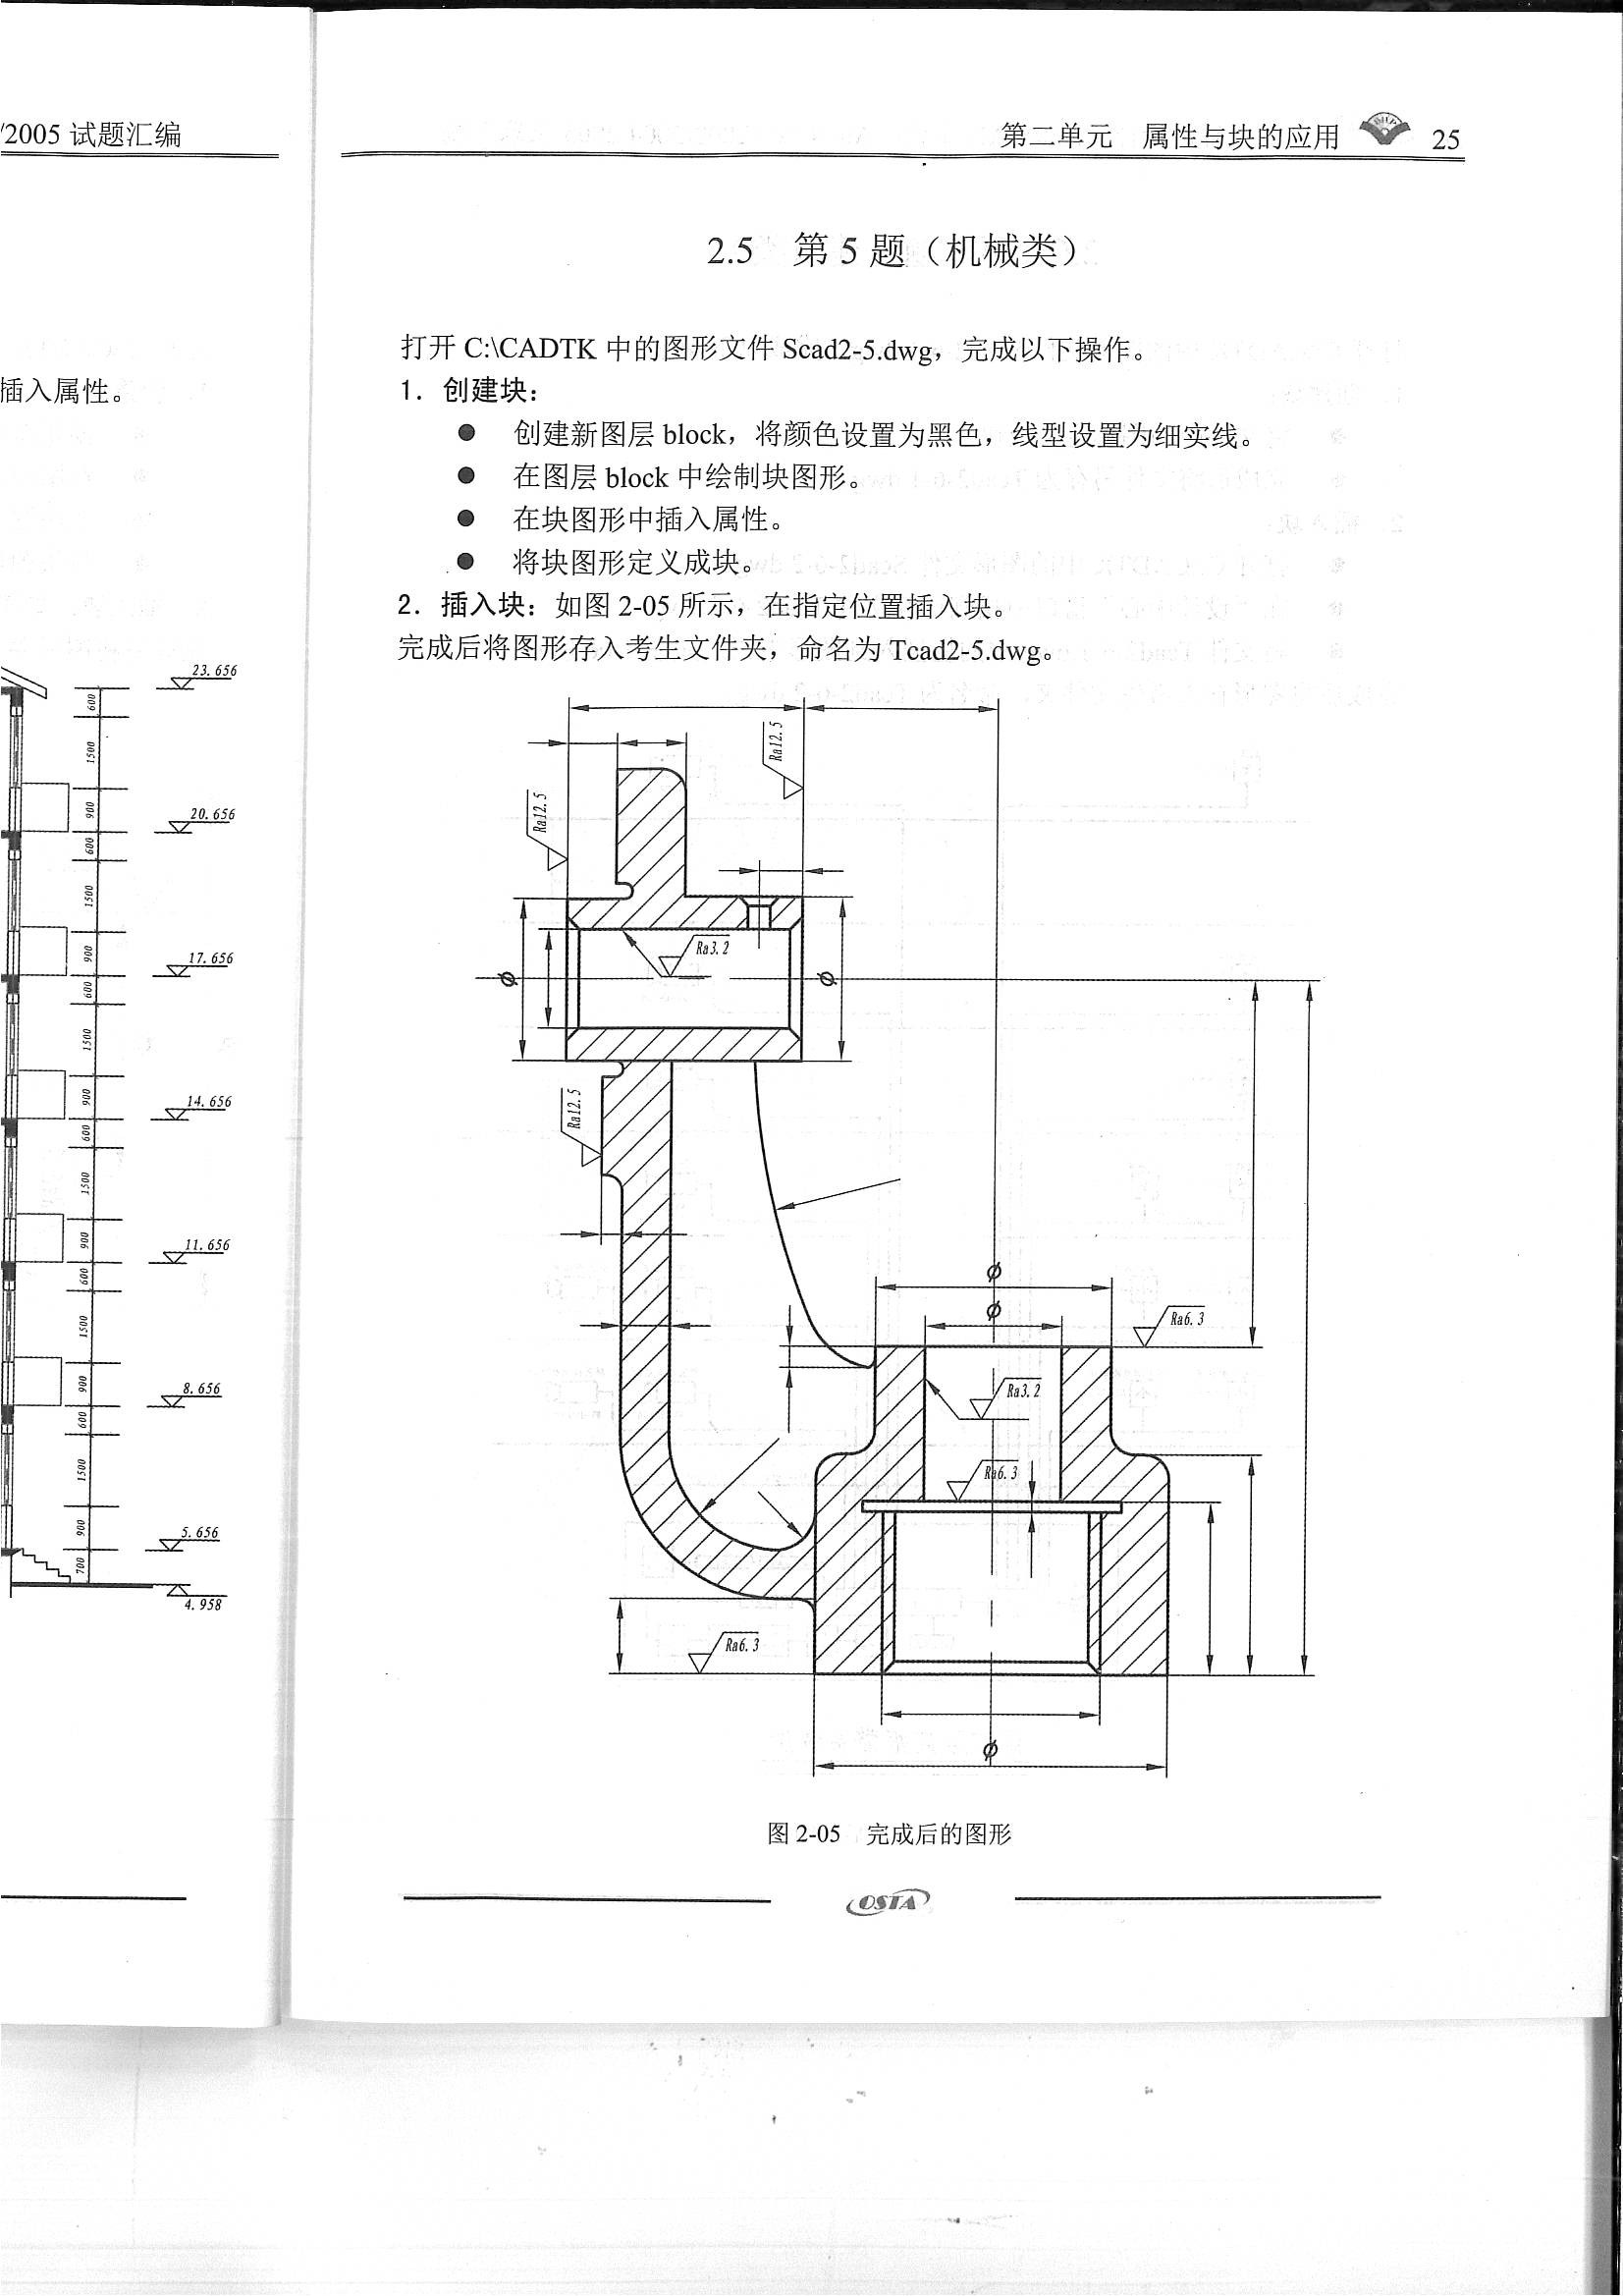 /2005 试题汇编
插入属性。
23.656
600
1500
20.656
900
600
1500
17.656
900
600
1500
14.656
900
600
1500
11.656
900
600
1500
8.656
900
600
1500
5.656
900
700
4.958
第二单元 属性与块的应用 25
2.5 第 5 题（机械类）
打开 C:\CADTK 中的图形文件 Scad2-5.dwg，完成以下操作。
1. 创建块：
● 创建新图层 block，将颜色设置为黑色，线型设置为细实线。
● 在图层 block 中绘制块图形。
● 在块图形中插入属性。
● 将块图形定义成块。
2. 插入块：如图 2-05 所示，在指定位置插入块。
完成后将图形存入考生文件夹，命名为 Tcad2-5.dwg。
Ra12.5
Ra12.5
Ra3.2
φ
φ
Ra12.5
φ
φ
Ra6.3
Ra3.2
Ra6.3
Ra6.3
φ
图 2-05 完成后的图形
OSTA